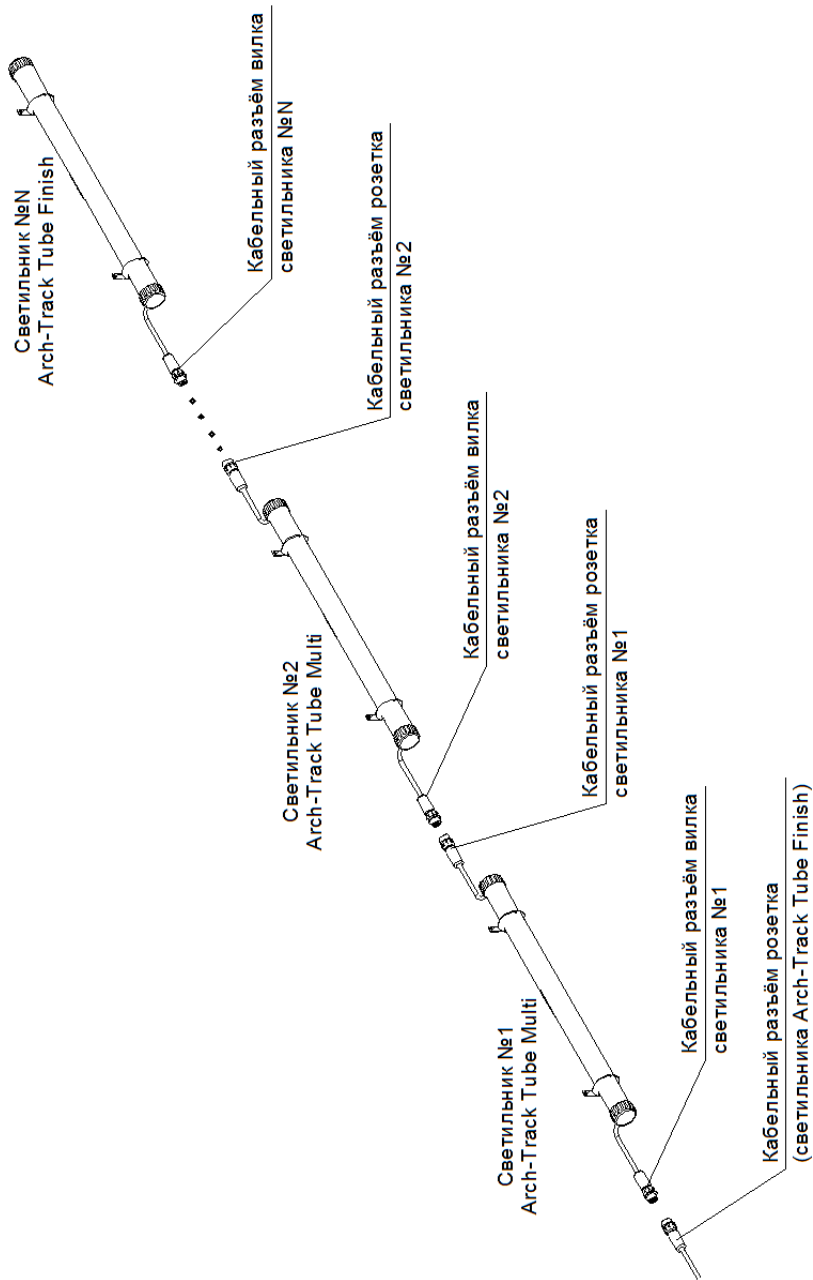 Светильник №N
Arch-Track Tube Finish
Кабельный разъём вилка
светильника №N
Кабельный разъём розетка
светильника №2
Светильник №2
Arch-Track Tube Multi
Кабельный разъём вилка
светильника №2
Кабельный разъём розетка
светильника №1
Светильник №1
Arch-Track Tube Multi
Кабельный разъём вилка
светильника №1
Кабельный разъём розетка
(светильника Arch-Track Tube Finish)